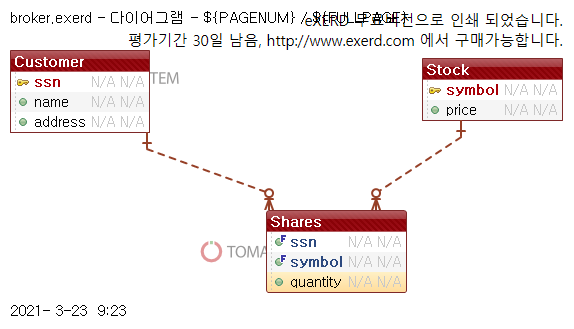 broker.exerd - 다이어그램 - ${PAGENUM} / ${FULLPAGE}
eXERD 무료버전으로 인쇄 되었습니다.
평가기간 30일 남음, http://www.exerd.com 에서 구매가능합니다.
Customer
ssn N/A N/A
name N/A N/A
address N/A N/A
TEM
Stock
symbol N/A N/A
price N/A N/A
Shares
ssn N/A N/A
symbol N/A N/A
quantity N/A N/A
TOMA
2021- 3-23 9:23